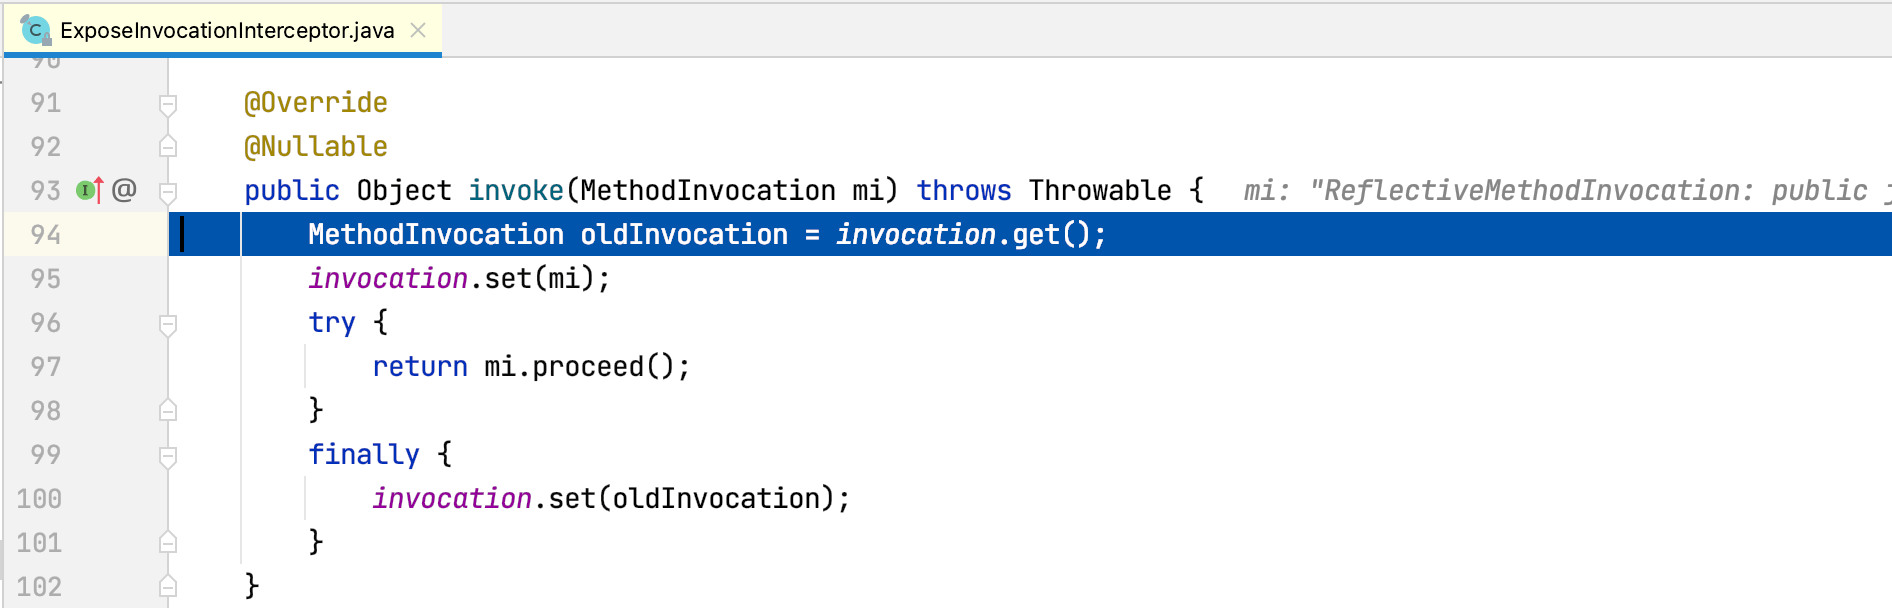 ExposeInvocationInterceptor.java
90
91 @Override
92 @Nullable
93 @ public Object invoke(MethodInvocation mi) throws Throwable { mi: "ReflectiveMethodInvocation: public j
94 MethodInvocation oldInvocation = invocation.get();
95 invocation.set(mi);
96 try {
97 return mi.proceed();
98 }
99 finally {
100 invocation.set(oldInvocation);
101 }
102 }